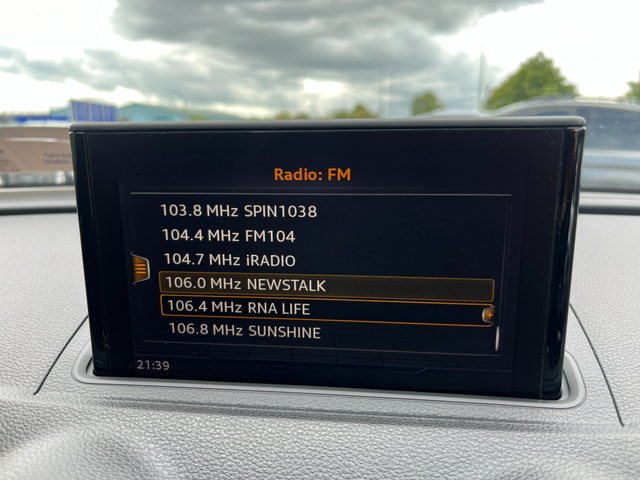 Radio: FM
103.8 MHz SPIN1038
104.4 MHz FM104
104.7 MHz iRADIO
106.0 MHz NEWSTALK
106.4 MHz RNA LIFE
106.8 MHz SUNSHINE
21:39